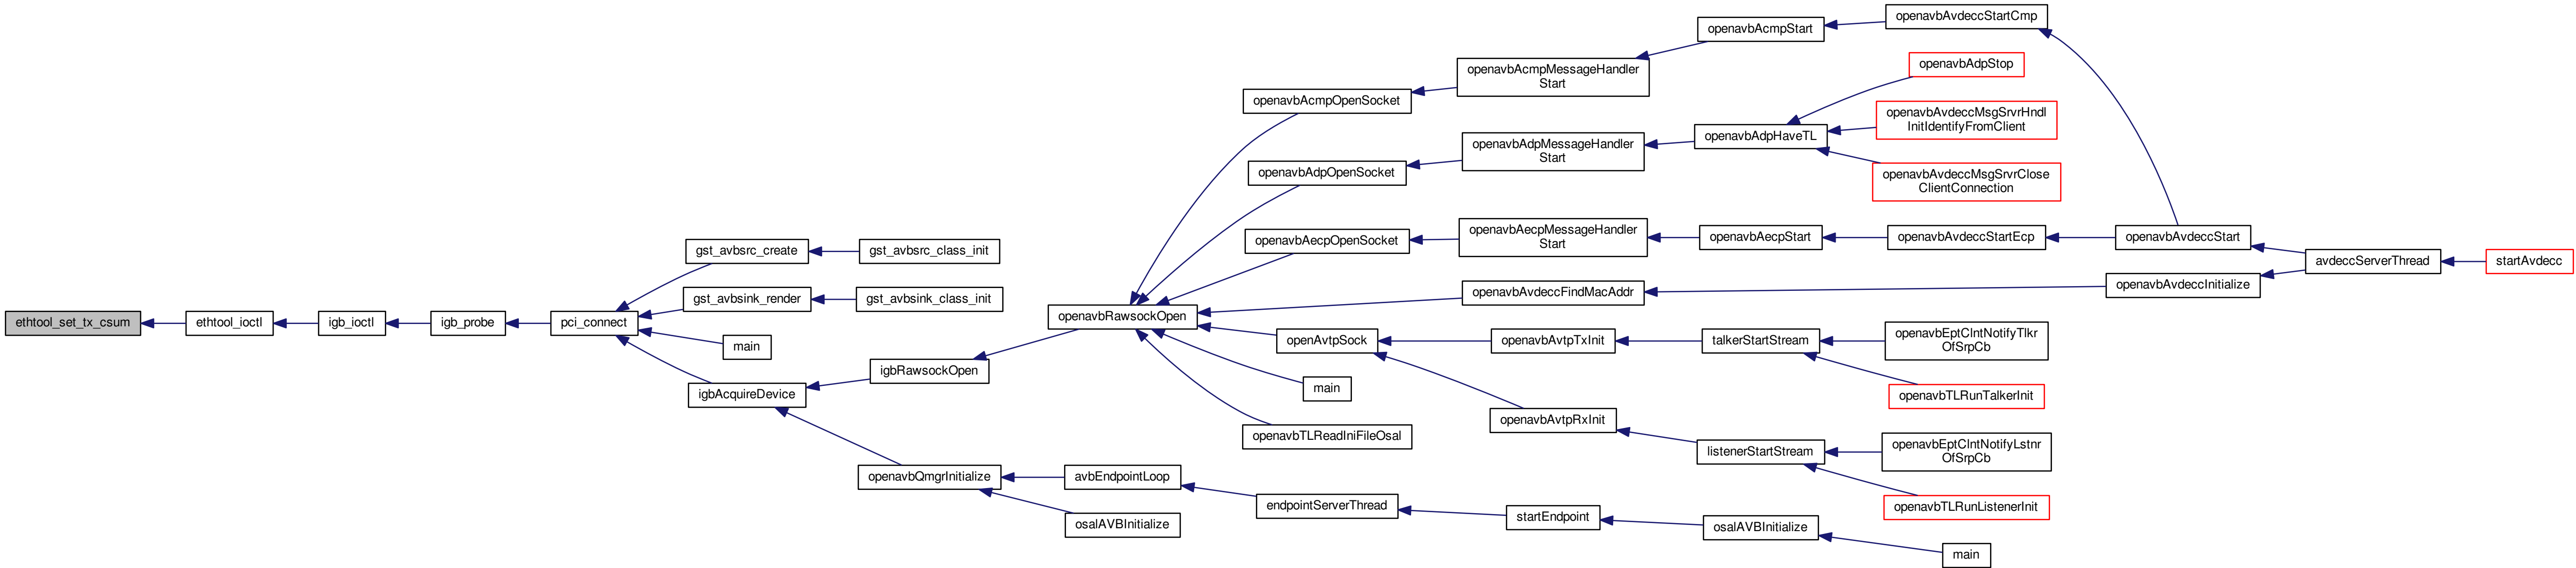 ethtool_set_tx_csum
ethtool_ioctl
igb_ioctl
igb_probe
pci_connect
gst_avbsrc_create
gst_avbsrc_class_init
gst_avbsink_render
gst_avbsink_class_init
main
igbAcquireDevice
igbRawsockOpen
openavbRawsockOpen
openavbAcmpOpenSocket
openavbAcmpMessageHandler
Start
openavbAcmpStart
openavbAvdeccStartCmp
openavbAdpOpenSocket
openavbAdpMessageHandler
Start
openavbAdpHaveTL
openavbAdpStop
openavbAvdeccMsgSrvrHndl
InitIdentifyFromClient
openavbAvdeccMsgSrvrClose
ClientConnection
openavbAecpOpenSocket
openavbAecpMessageHandler
Start
openavbAecpStart
openavbAvdeccStartEcp
openavbAvdeccStart
avdeccServerThread
startAvdecc
openavbAvdeccFindMacAddr
openavbAvdeccInitialize
openAvtpSock
openavbAvtpTxInit
talkerStartStream
openavbEptClntNotifyTlkr
OfSrpCb
openavbTLRunTalkerInit
main
openavbAvtpRxInit
listenerStartStream
openavbEptClntNotifyLstnr
OfSrpCb
openavbTLRunListenerInit
openavbTLReadIniFileOsal
openavbQmgrInitialize
avbEndpointLoop
endpointServerThread
startEndpoint
osalAVBInitialize
main
osalAVBInitialize